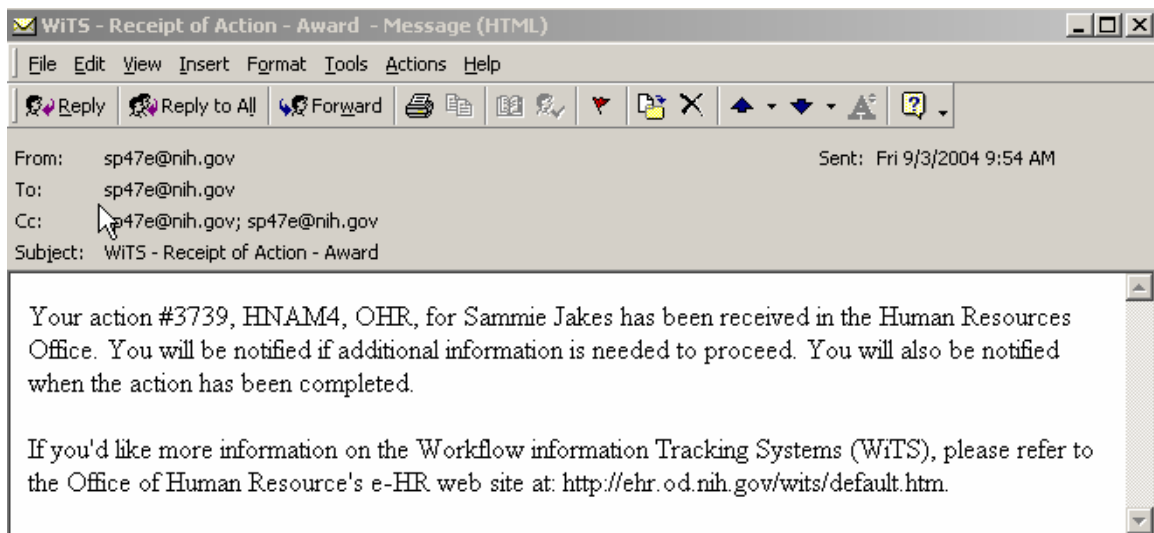 WiTS - Receipt of Action - Award - Message (HTML)
File Edit View Insert Format Tools Actions Help
Reply Reply to All Forward
From: sp47e@nih.gov Sent: Fri 9/3/2004 9:54 AM
To: sp47e@nih.gov
Cc: sp47e@nih.gov; sp47e@nih.gov
Subject: WiTS - Receipt of Action - Award
Your action #3739, HNAM4, OHR, for Sammie Jakes has been received in the Human Resources
Office. You will be notified if additional information is needed to proceed. You will also be notified
when the action has been completed.
If you'd like more information on the Workflow information Tracking Systems (WiTS), please refer to
the Office of Human Resource's e-HR web site at: http://ehr.od.nih.gov/wits/default.htm.